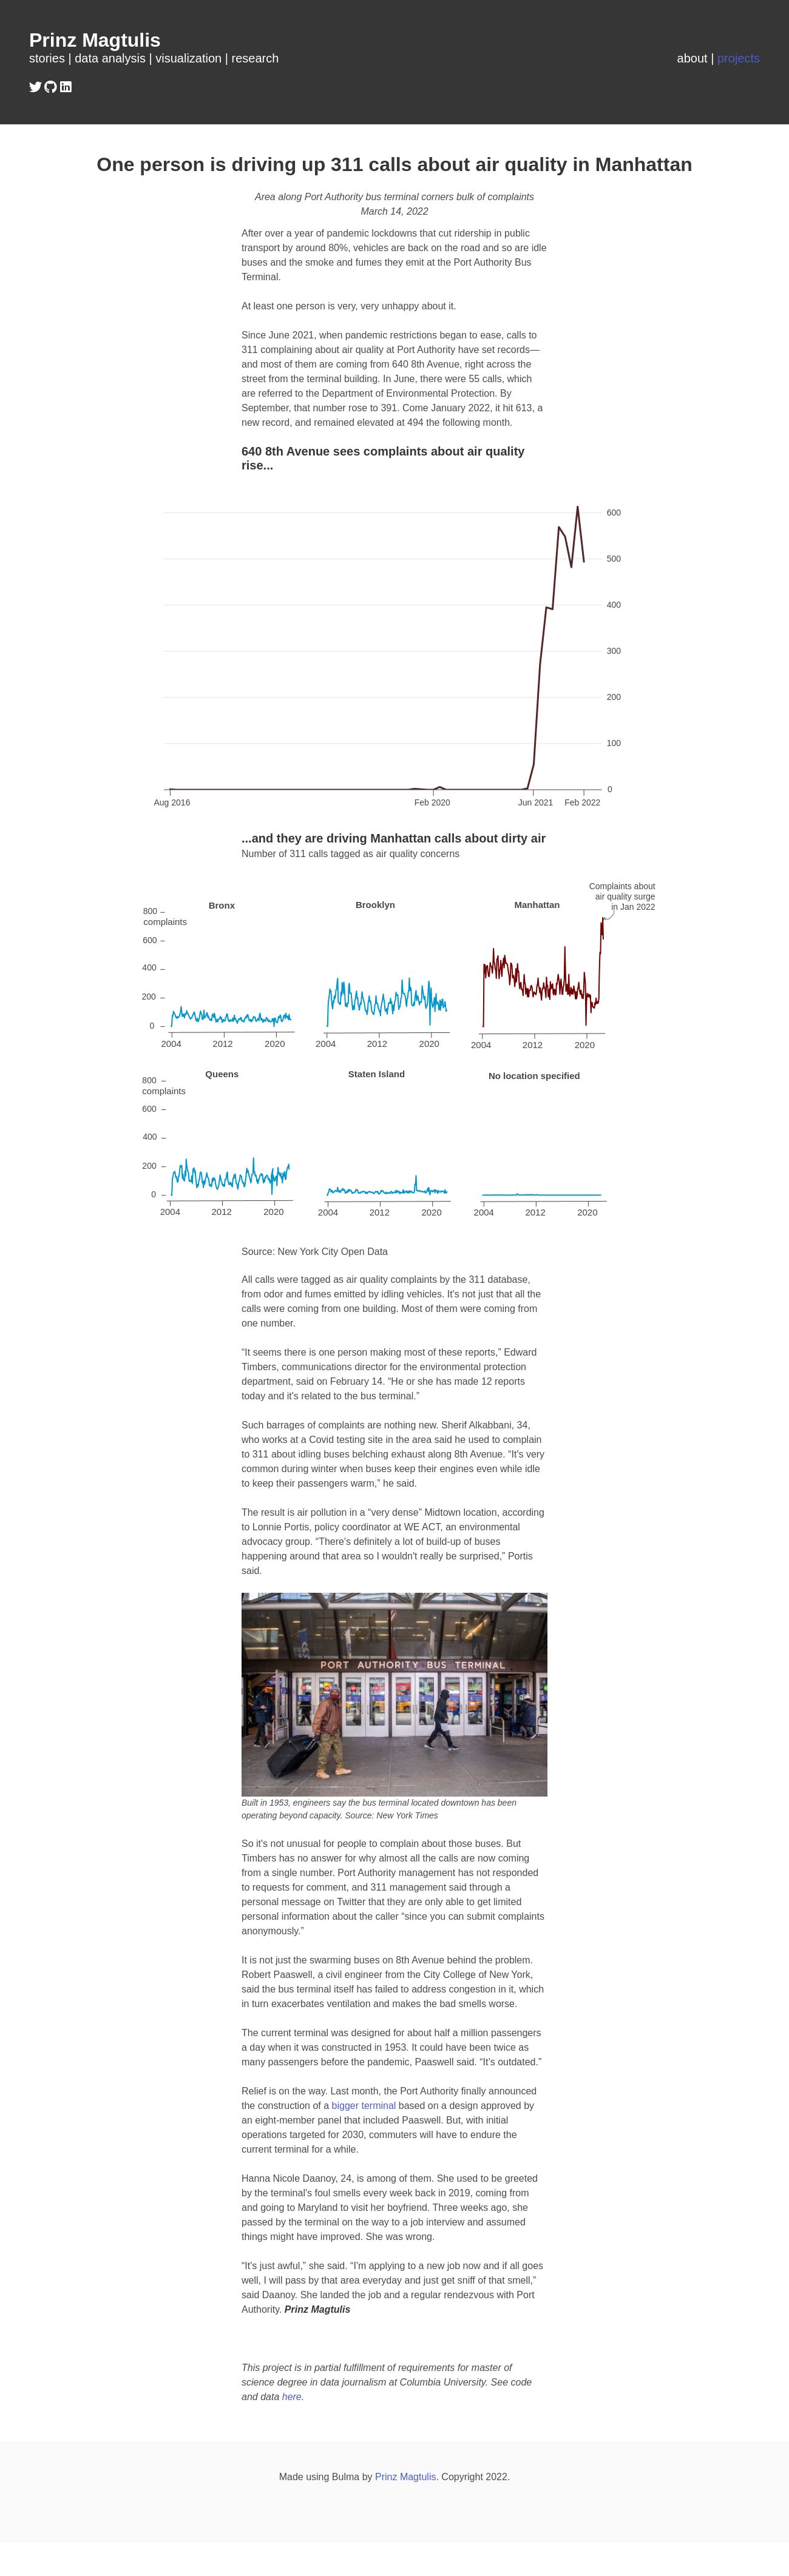 Prinz Magtulis
stories | data analysis | visualization | research
about | projects
One person is driving up 311 calls about air quality in Manhattan
Area along Port Authority bus terminal corners bulk of complaints
March 14, 2022
After over a year of pandemic lockdowns that cut ridership in public
transport by around 80%, vehicles are back on the road and so are idle
buses and the smoke and fumes they emit at the Port Authority Bus
Terminal.
At least one person is very, very unhappy about it.
Since June 2021, when pandemic restrictions began to ease, calls to
311 complaining about air quality at Port Authority have set records—
and most of them are coming from 640 8th Avenue, right across the
street from the terminal building. In June, there were 55 calls, which
are referred to the Department of Environmental Protection. By
September, that number rose to 391. Come January 2022, it hit 613, a
new record, and remained elevated at 494 the following month.
640 8th Avenue sees complaints about air quality
rise...
600
500
400
300
200
100
0
Aug 2016
Feb 2020
Jun 2021
Feb 2022
...and they are driving Manhattan calls about dirty air
Number of 311 calls tagged as air quality concerns
Complaints about
air quality surge
in Jan 2022
Bronx
Brooklyn
Manhattan
800
complaints
600
400
200
0
2004
2012
2020
2004
2012
2020
2004
2012
2020
Queens
Staten Island
No location specified
800
complaints
600
400
200
0
2004
2012
2020
2004
2012
2020
2004
2012
2020
Source: New York City Open Data
All calls were tagged as air quality complaints by the 311 database,
from odor and fumes emitted by idling vehicles. It's not just that all the
calls were coming from one building. Most of them were coming from
one number.
“It seems there is one person making most of these reports,” Edward
Timbers, communications director for the environmental protection
department, said on February 14. “He or she has made 12 reports
today and it's related to the bus terminal.”
Such barrages of complaints are nothing new. Sherif Alkabbani, 34,
who works at a Covid testing site in the area said he used to complain
to 311 about idling buses belching exhaust along 8th Avenue. “It's very
common during winter when buses keep their engines even while idle
to keep their passengers warm,” he said.
The result is air pollution in a “very dense” Midtown location, according
to Lonnie Portis, policy coordinator at WE ACT, an environmental
advocacy group. “There's definitely a lot of build-up of buses
happening around that area so I wouldn't really be surprised,” Portis
said.
PORT AUTHORITY BUS TERMINAL
Built in 1953, engineers say the bus terminal located downtown has been
operating beyond capacity. Source: New York Times
So it's not unusual for people to complain about those buses. But
Timbers has no answer for why almost all the calls are now coming
from a single number. Port Authority management has not responded
to requests for comment, and 311 management said through a
personal message on Twitter that they are only able to get limited
personal information about the caller “since you can submit complaints
anonymously.”
It is not just the swarming buses on 8th Avenue behind the problem.
Robert Paaswell, a civil engineer from the City College of New York,
said the bus terminal itself has failed to address congestion in it, which
in turn exacerbates ventilation and makes the bad smells worse.
The current terminal was designed for about half a million passengers
a day when it was constructed in 1953. It could have been twice as
many passengers before the pandemic, Paaswell said. “It's outdated.”
Relief is on the way. Last month, the Port Authority finally announced
the construction of a bigger terminal based on a design approved by
an eight-member panel that included Paaswell. But, with initial
operations targeted for 2030, commuters will have to endure the
current terminal for a while.
Hanna Nicole Daanoy, 24, is among of them. She used to be greeted
by the terminal's foul smells every week back in 2019, coming from
and going to Maryland to visit her boyfriend. Three weeks ago, she
passed by the terminal on the way to a job interview and assumed
things might have improved. She was wrong.
“It's just awful,” she said. “I'm applying to a new job now and if all goes
well, I will pass by that area everyday and just get sniff of that smell,”
said Daanoy. She landed the job and a regular rendezvous with Port
Authority. Prinz Magtulis
This project is in partial fulfillment of requirements for master of
science degree in data journalism at Columbia University. See code
and data here.
Made using Bulma by Prinz Magtulis. Copyright 2022.